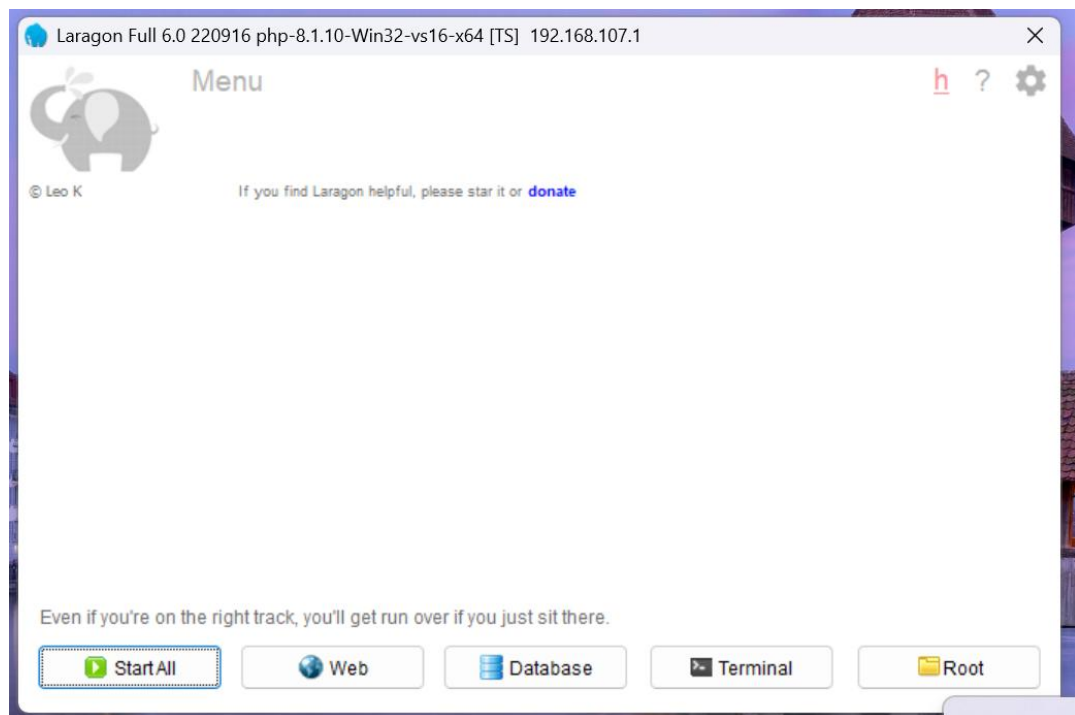 Laragon Full 6.0 220916 php-8.1.10-Win32-vs16-x64 [TS] 192.168.107.1
Menu
h ?
© Leo K
If you find Laragon helpful, please star it or donate
Even if you're on the right track, you'll get run over if you just sit there.
Start All
Web
Database
Terminal
Root